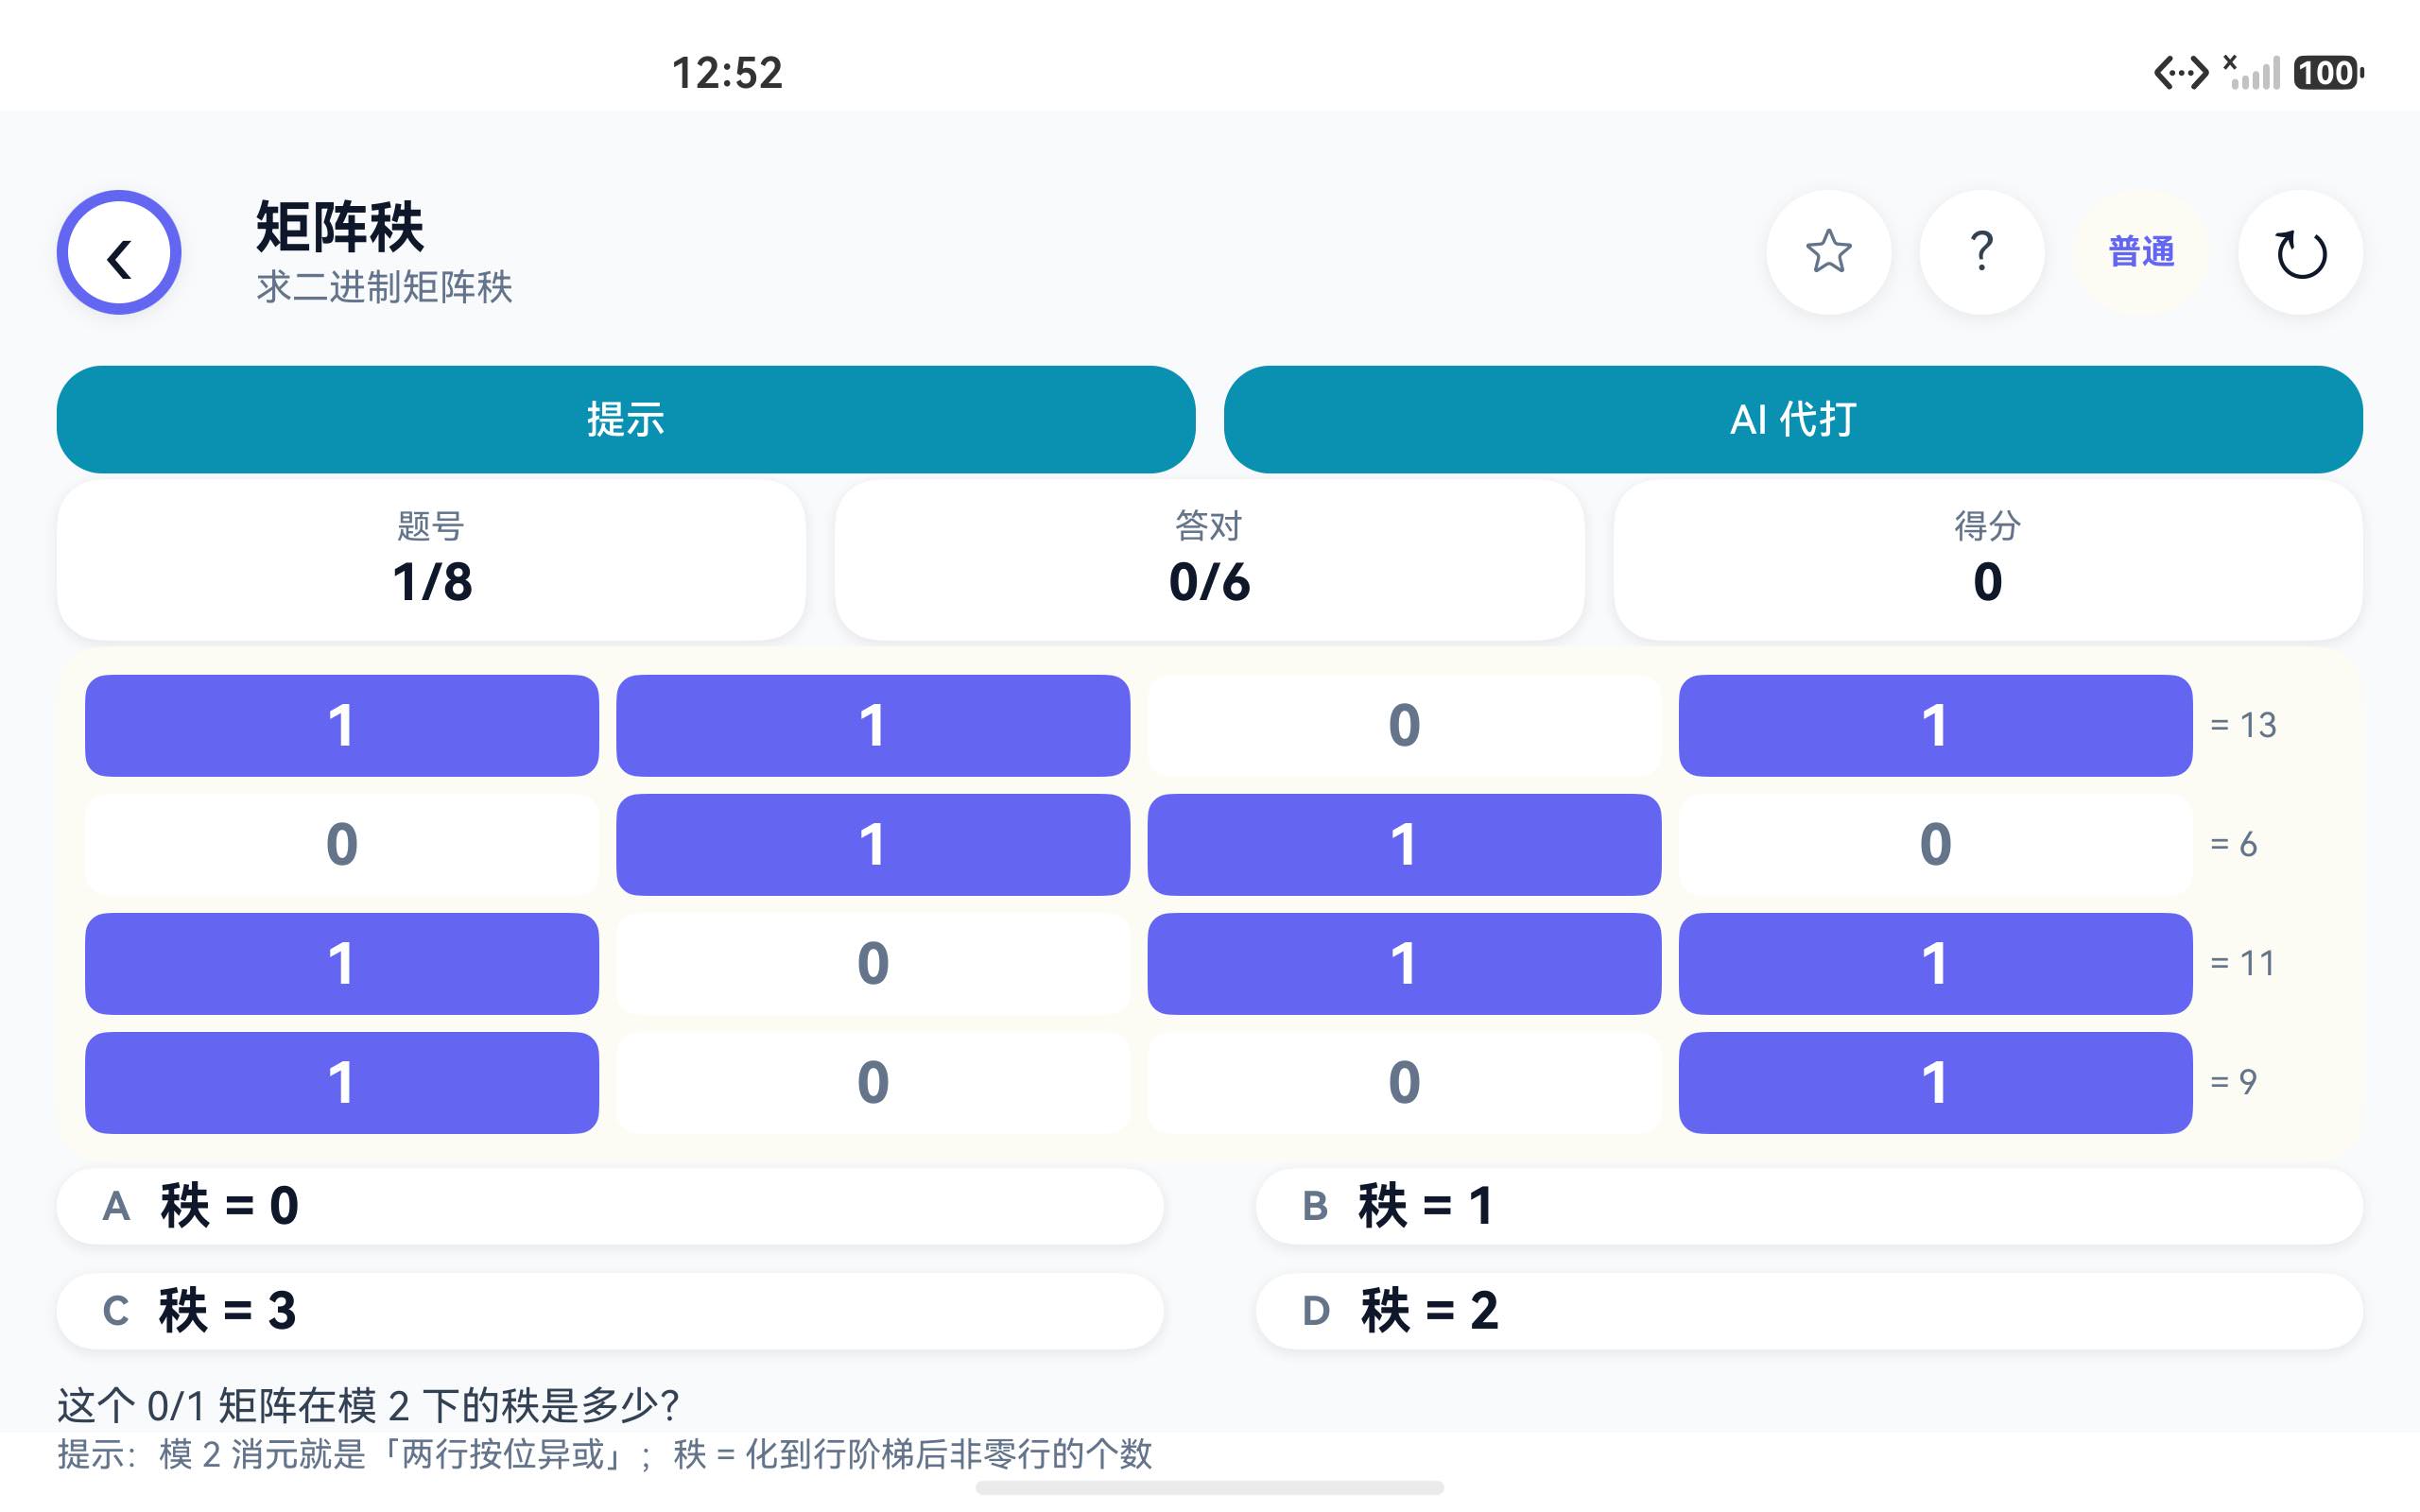 12:52
100
矩阵秩
求二进制矩阵秩
?
普通
提示
AI 代打
题号
1/8
答对
0/6
得分
0
1 1 0 1 = 13
0 1 1 0 = 6
1 0 1 1 = 11
1 0 0 1 = 9
A 秩 = 0
B 秩 = 1
C 秩 = 3
D 秩 = 2
这个 0/1 矩阵在模 2 下的秩是多少？
提示：模 2 消元就是「两行按位异或」；秩 = 化到行阶梯后非零行的个数